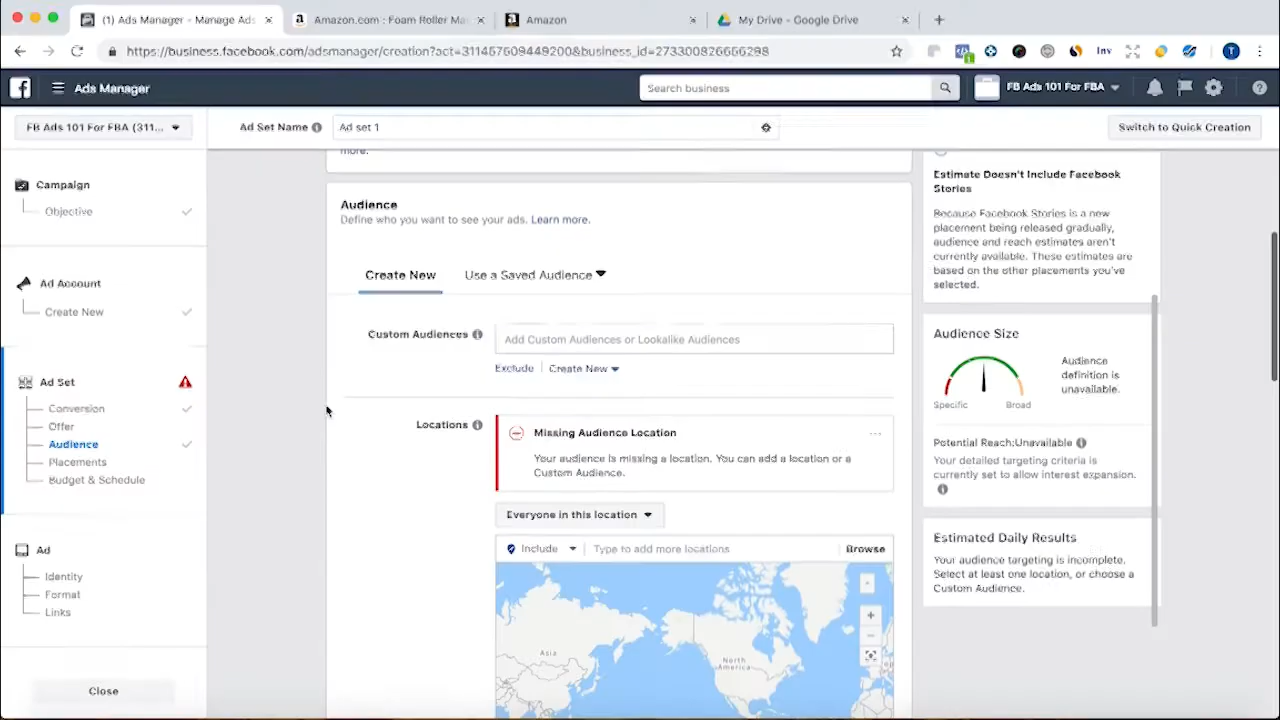 (1) Ads Manager - Manage Ads
Amazon.com : Foam Roller Ma
Amazon
My Drive - Google Drive
https://business.facebook.com/adsmanager/creation?act=311457609449200&business_id=273300826666298
Inv
T
Ads Manager
Search business
FB Ads 101 For FBA
FB Ads 101 For FBA (311...
Ad Set Name
Ad set 1
Switch to Quick Creation
Campaign
Objective
Ad Account
Create New
Ad Set
Conversion
Offer
Audience
Placements
Budget & Schedule
Ad
Identity
Format
Links
Close
more.
Audience
Define who you want to see your ads. Learn more.
Create New
Use a Saved Audience
Custom Audiences
Add Custom Audiences or Lookalike Audiences
Exclude
Create New
Locations
Missing Audience Location
...
Your audience is missing a location. You can add a location or a
Custom Audience.
Everyone in this location
Include
Type to add more locations
Browse
Asia
North
America
Estimate Doesn't Include Facebook
Stories
Because Facebook Stories is a new
placement being released gradually,
audience and reach estimates aren't
currently available. These estimates are
based on the other placements you've
selected.
Audience Size
Audience
definition is
unavailable.
Specific
Broad
Potential Reach:Unavailable
Your detailed targeting criteria is
currently set to allow interest expansion.
Estimated Daily Results
Your audience targeting is incomplete.
Select at least one location, or choose a
Custom Audience.